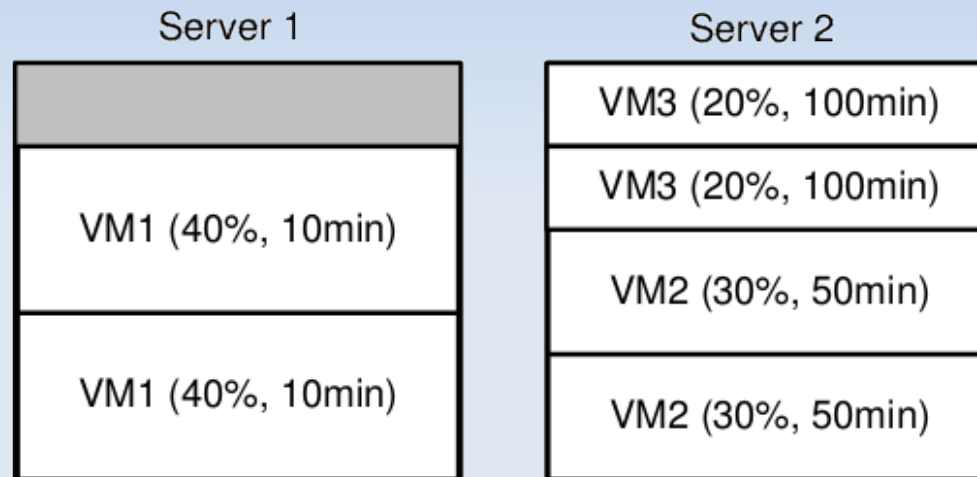 Server 1
VM1 (40%, 10min)
VM1 (40%, 10min)
Server 2
VM3 (20%, 100min)
VM3 (20%, 100min)
VM2 (30%, 50min)
VM2 (30%, 50min)